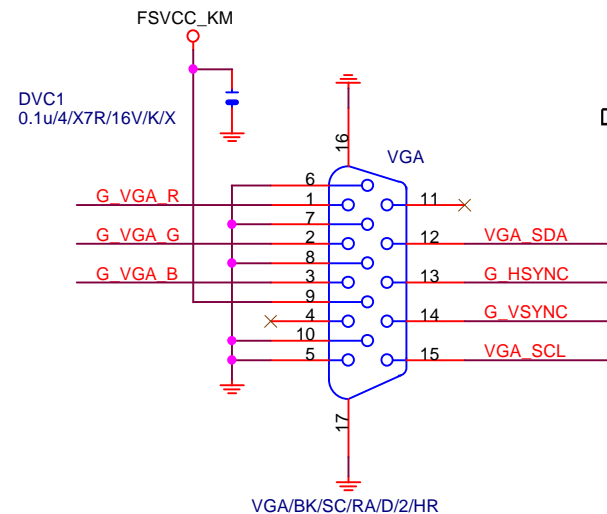 FSVCC_KM
DVC1
0.1u/4/X7R/16V/K/X
16
VGA
6
G_VGA_R 1 11
7
G_VGA_G 2 12 VGA_SDA
8
G_VGA_B 3 13 G_HSYNC
9
4 14 G_VSYNC
10
5 15 VGA_SCL
17
VGA/BK/SC/RA/D/2/HR